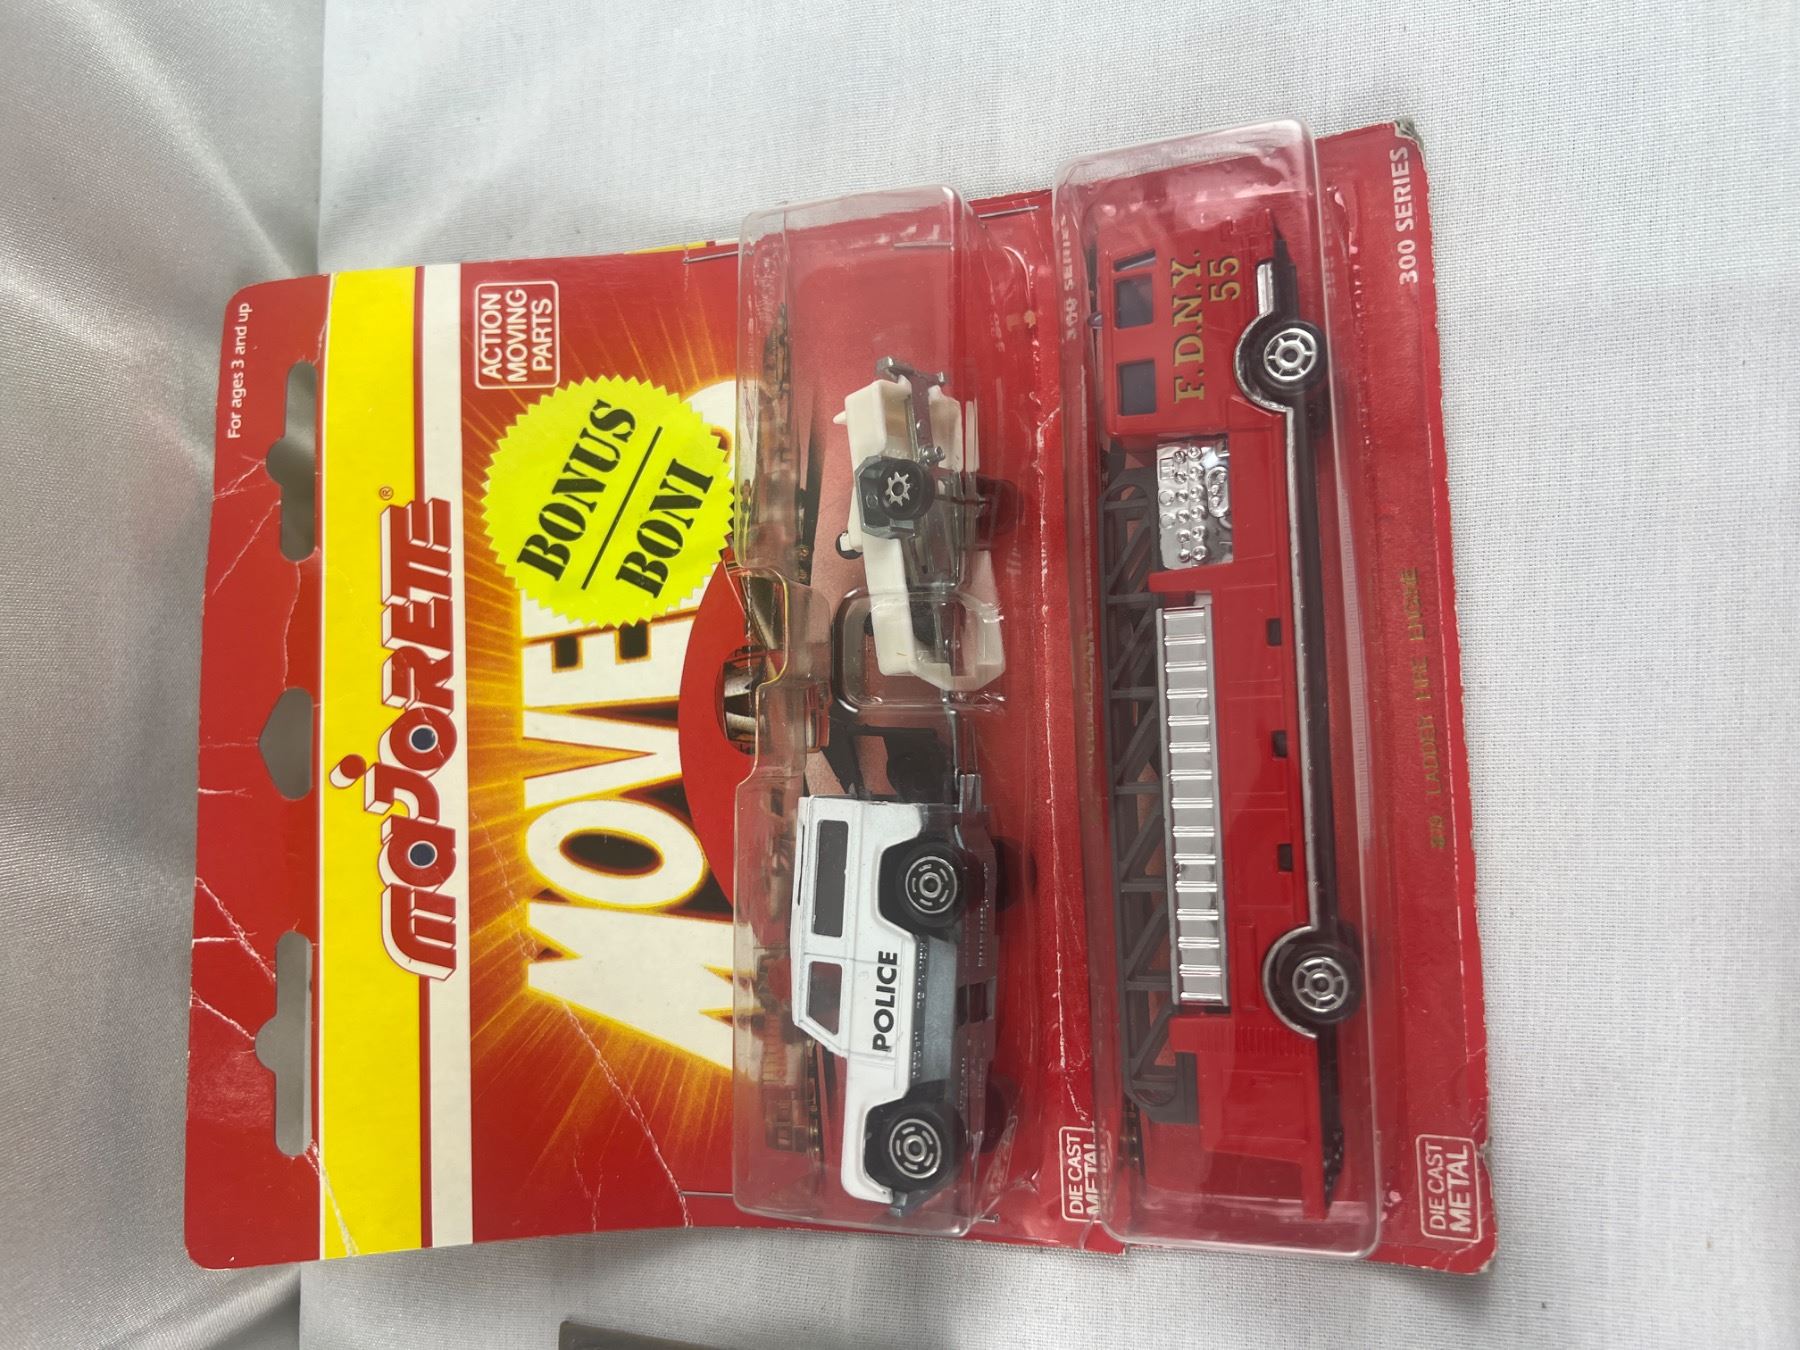 For ages 3 and up
maJORETTE®
ACTION
MOVING
PARTS
MOVERS
BONUS
BONI
POLICE
DIE CAST
METAL
300 SERIES
F.D.N.Y.
55
LADDER FIRE ENGINE
DIE CAST
METAL
300 SERIES